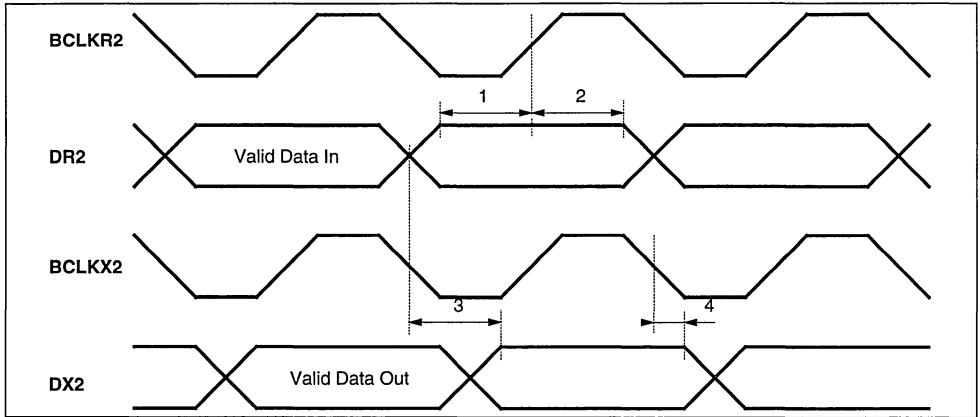 BCLKR2
1 2
DR2
Valid Data In
BCLKX2
3
4
DX2
Valid Data Out